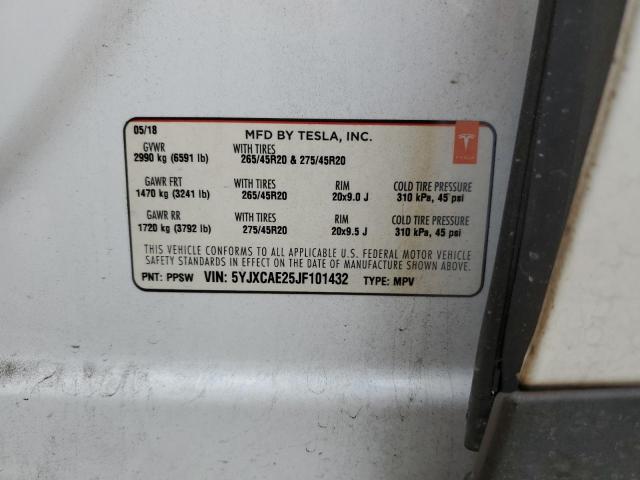 05/18
MFD BY TESLA, INC.
TESLA
GVWR WITH TIRES
2990 kg (6591 lb) 265/45R20 & 275/45R20
GAWR FRT WITH TIRES RIM COLD TIRE PRESSURE
1470 kg (3241 lb) 265/45R20 20x9.0 J 310 kPa, 45 psi
GAWR RR WITH TIRES RIM COLD TIRE PRESSURE
1720 kg (3792 lb) 275/45R20 20x9.5 J 310 kPa, 45 psi
THIS VEHICLE CONFORMS TO ALL APPLICABLE U.S. FEDERAL MOTOR VEHICLE
SAFETY STANDARDS IN EFFECT ON THE DATE OF MANUFACTURE SHOWN ABOVE.
PNT: PPSW VIN: 5YJXCAE25JF101432 TYPE: MPV